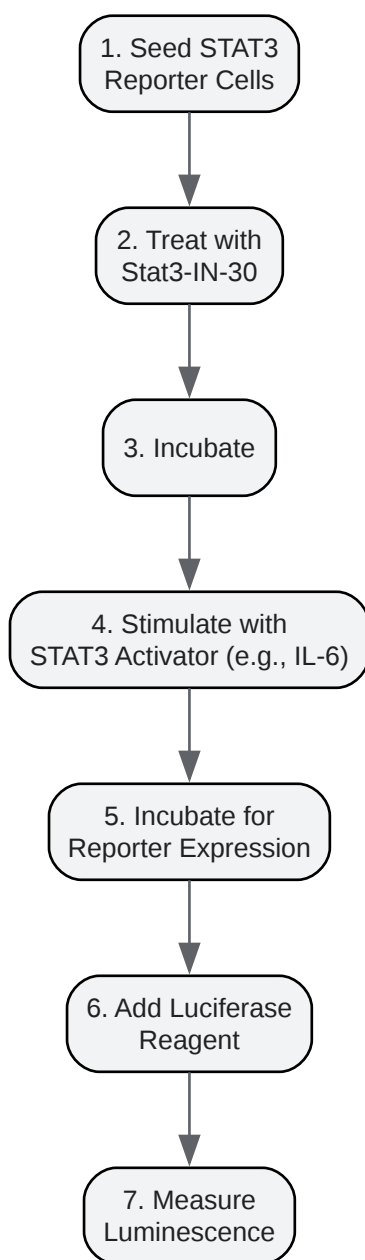 1. Seed STAT3
Reporter Cells
2. Treat with
Stat3-IN-30
3. Incubate
4. Stimulate with
STAT3 Activator (e.g., IL-6)
5. Incubate for
Reporter Expression
6. Add Luciferase
Reagent
7. Measure
Luminescence